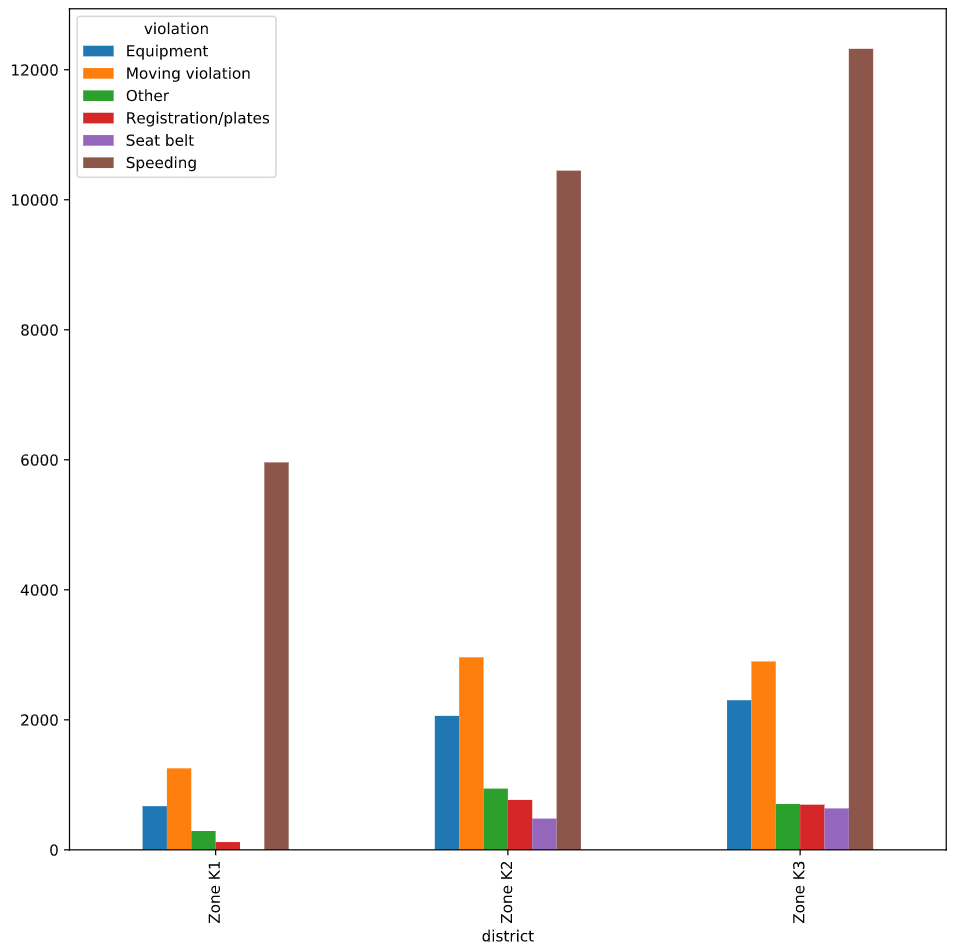 violation
Equipment
Moving violation
Other
Registration/plates
Seat belt
Speeding
12000
10000
8000
6000
4000
2000
0
Zone K1
Zone K2
Zone K3
district